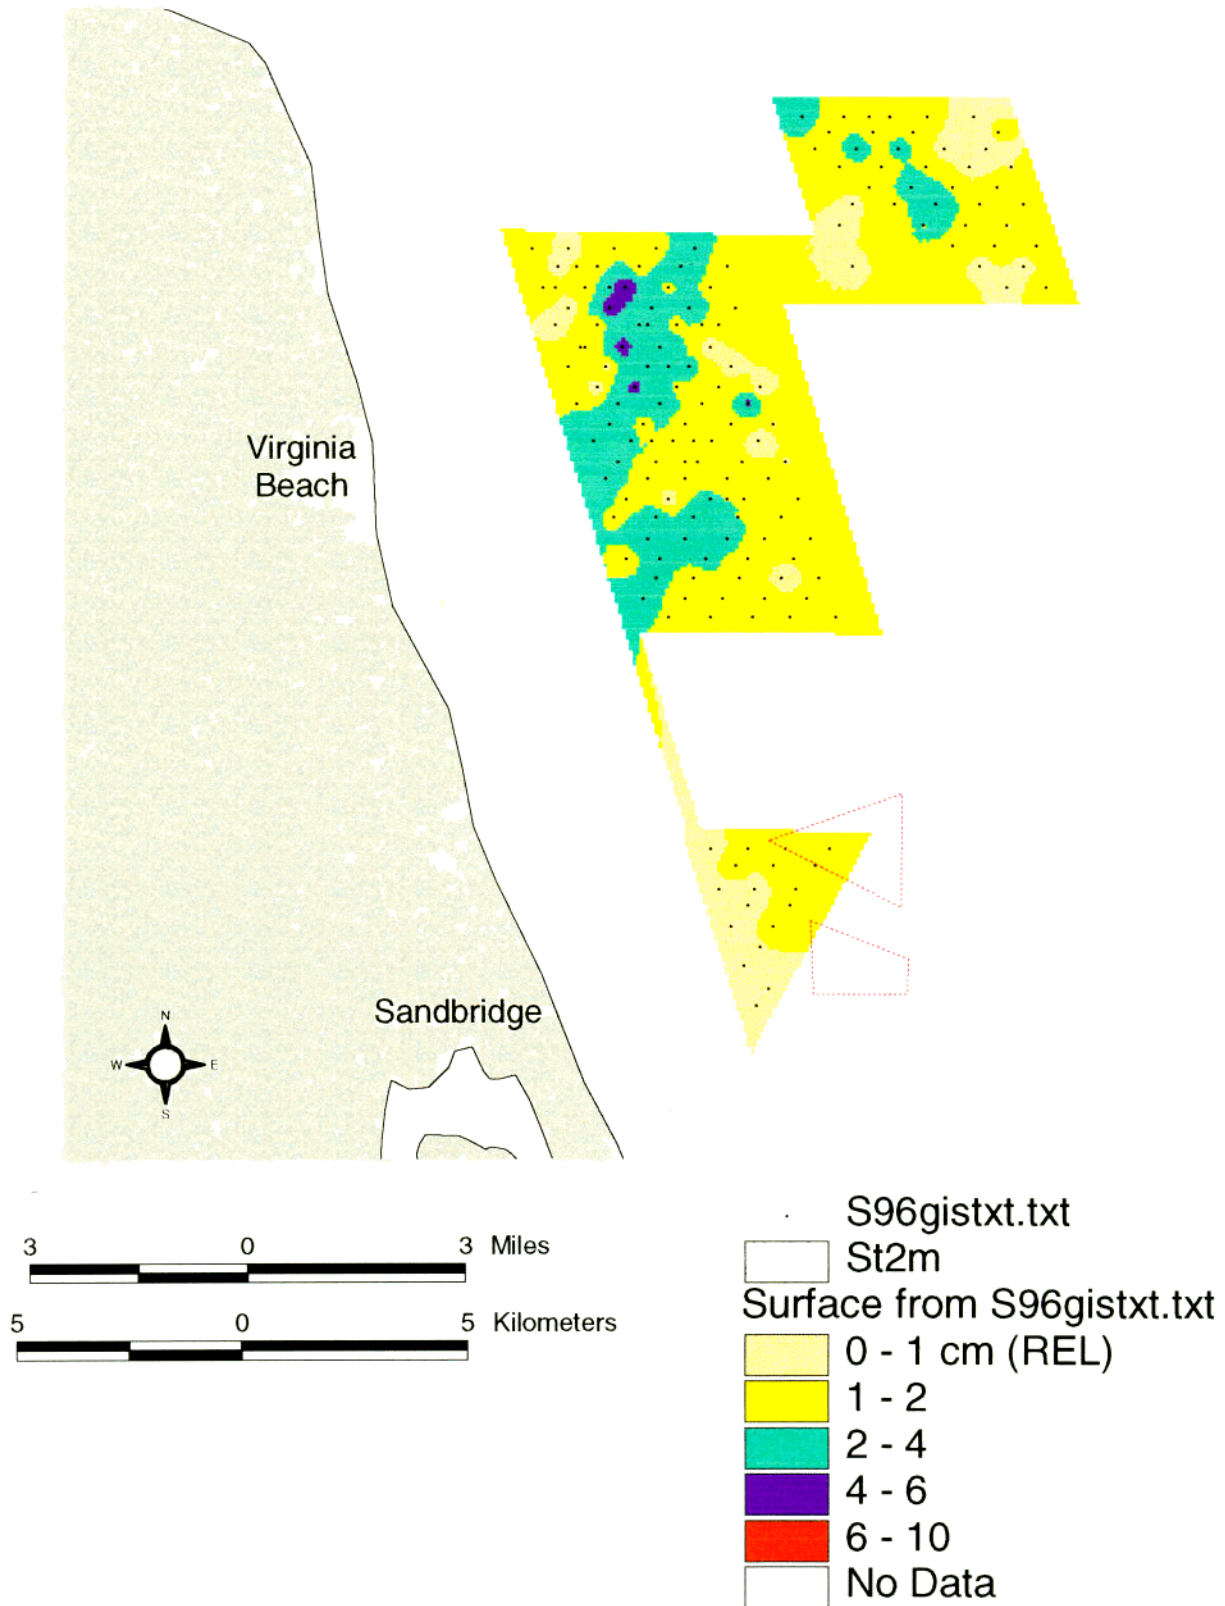 Virginia
Beach
Sandbridge
N
W E
S
3 0 3 Miles
5 0 5 Kilometers
S96gistxt.txt
St2m
Surface from S96gistxt.txt
0 - 1 cm (REL)
1 - 2
2 - 4
4 - 6
6 - 10
No Data